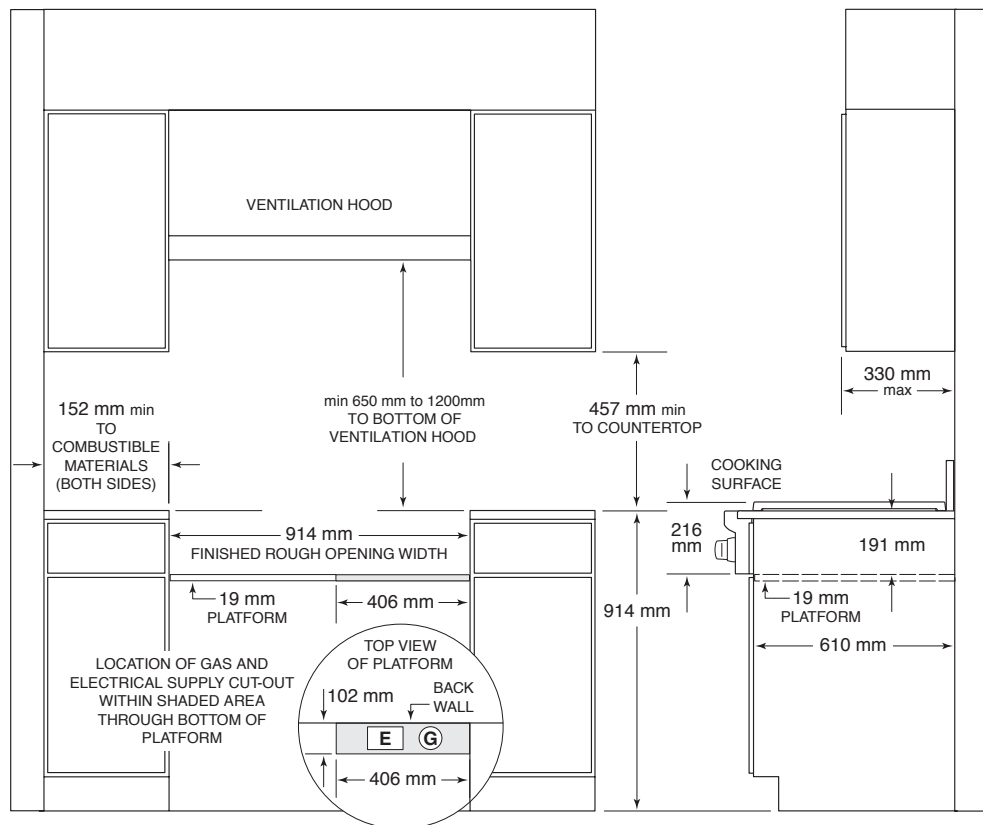 VENTILATION HOOD
330 mm
max
152 mm min
TO
COMBUSTIBLE
MATERIALS
(BOTH SIDES)
min 650 mm to 1200mm
TO BOTTOM OF
VENTILATION HOOD
457 mm min
TO COUNTERTOP
COOKING
SURFACE
914 mm
FINISHED ROUGH OPENING WIDTH
216
mm
191 mm
19 mm
PLATFORM
406 mm
914 mm
19 mm
PLATFORM
610 mm
LOCATION OF GAS AND
ELECTRICAL SUPPLY CUT-OUT
WITHIN SHADED AREA
THROUGH BOTTOM OF
PLATFORM
TOP VIEW
OF PLATFORM
102 mm
BACK
WALL
E G
406 mm